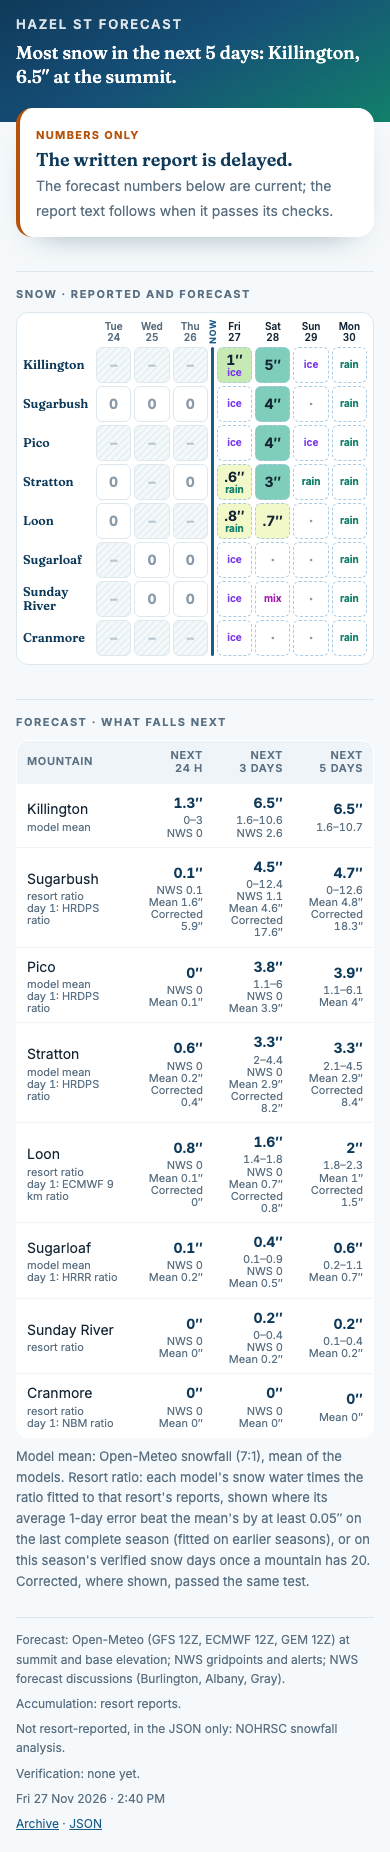 HAZEL ST FORECAST
Most snow in the next 5 days: Killington,
6.5″ at the summit.
NUMBERS ONLY
The written report is delayed.
The forecast numbers below are current; the
report text follows when it passes its checks.
SNOW · REPORTED AND FORECAST
Tue 24 Wed 25 Thu 26 NOW Fri 27 Sat 28 Sun 29 Mon 30
Killington – – – 1″ ice 5″ ice rain
Sugarbush 0 0 0 ice 4″ · rain
Pico – – – ice 4″ ice rain
Stratton 0 – 0 .6″ rain 3″ rain rain
Loon 0 – – .8″ rain .7″ · rain
Sugarloaf – 0 0 ice · · rain
Sunday River – 0 0 ice mix · rain
Cranmore – – – ice · · rain
FORECAST · WHAT FALLS NEXT
MOUNTAIN NEXT 24 H NEXT 3 DAYS NEXT 5 DAYS
Killington 1.3″ 6.5″ 6.5″
model mean 0–3 1.6–10.6 1.6–10.7
NWS 0 NWS 2.6
Sugarbush 0.1″ 4.5″ 4.7″
resort ratio NWS 0.1 0–12.4 0–12.6
day 1: HRDPS Mean 1.6″ NWS 1.1 Mean 4.8″
ratio Corrected Mean 4.6″ Corrected
5.9″ Corrected 18.3″
17.6″
Pico 0″ 3.8″ 3.9″
model mean NWS 0 1.1–6 1.1–6.1
day 1: HRDPS Mean 0.1″ NWS 0 Mean 4″
ratio Mean 3.9″
Stratton 0.6″ 3.3″ 3.3″
model mean NWS 0 2–4.4 2.1–4.5
day 1: HRDPS Mean 0.2″ NWS 0 Mean 2.9″
ratio Corrected Mean 2.9″ Corrected
0.4″ Corrected 8.4″
8.2″
Loon 0.8″ 1.6″ 2″
resort ratio NWS 0 1.4–1.8 1.8–2.3
day 1: ECMWF 9 Mean 0.1″ NWS 0 Mean 1″
km ratio Corrected Mean 0.7″ Corrected
0″ Corrected 1.5″
0.8″
Sugarloaf 0.1″ 0.4″ 0.6″
model mean NWS 0 0.1–0.9 0.2–1.1
day 1: HRRR ratio Mean 0.2″ NWS 0 Mean 0.7″
Mean 0.5″
Sunday River 0″ 0.2″ 0.2″
resort ratio NWS 0 0–0.4 0.1–0.4
Mean 0″ NWS 0 Mean 0.2″
Mean 0.2″
Cranmore 0″ 0″ 0″
resort ratio NWS 0 NWS 0 Mean 0″
day 1: NBM ratio Mean 0″ Mean 0″
Model mean: Open-Meteo snowfall (7:1), mean of the
models. Resort ratio: each model's snow water times the
ratio fitted to that resort's reports, shown where its
average 1-day error beat the mean's by at least 0.05″ on
the last complete season (fitted on earlier seasons), or on
this season's verified snow days once a mountain has 20.
Corrected, where shown, passed the same test.
Forecast: Open-Meteo (GFS 12Z, ECMWF 12Z, GEM 12Z) at
summit and base elevation; NWS gridpoints and alerts; NWS
forecast discussions (Burlington, Albany, Gray).
Accumulation: resort reports.
Not resort-reported, in the JSON only: NOHRSC snowfall
analysis.
Verification: none yet.
Fri 27 Nov 2026 · 2:40 PM
Archive · JSON